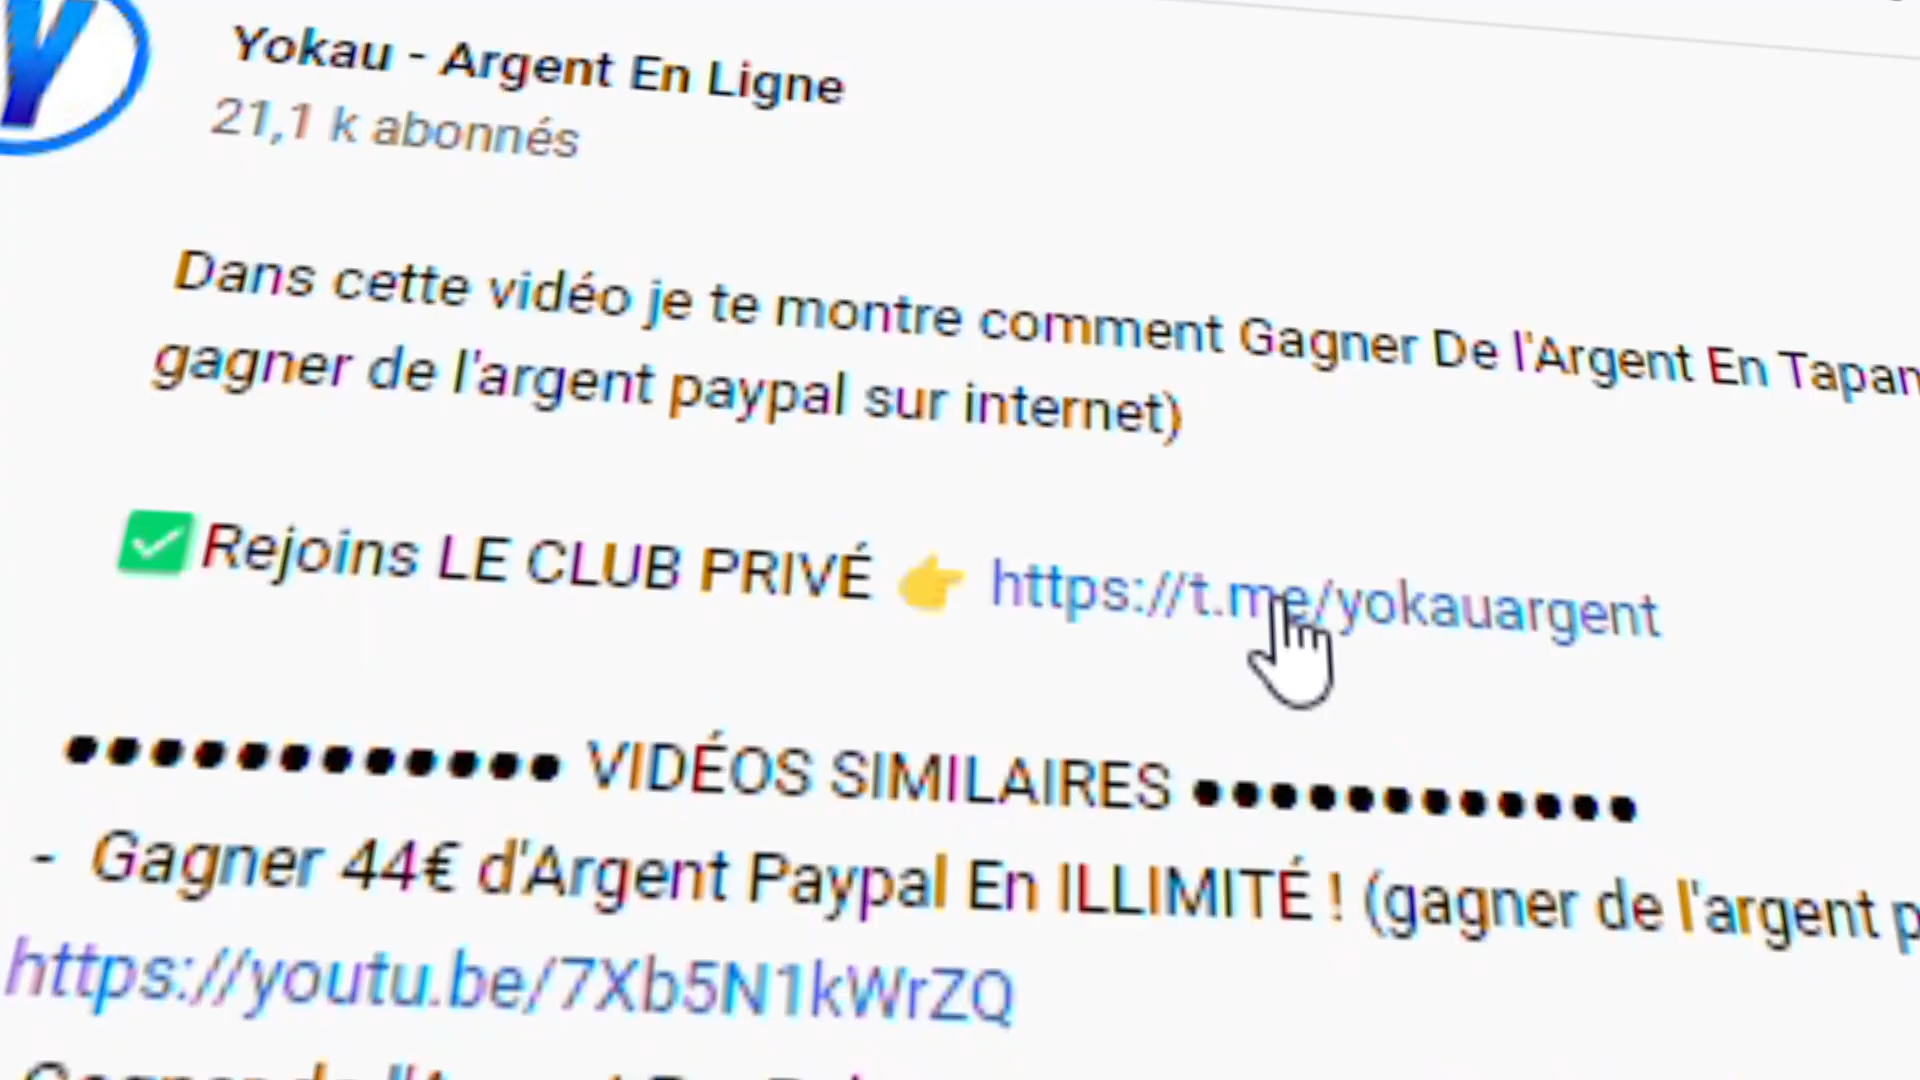 Y
Yokau - Argent En Ligne
21,1 k abonnés
Dans cette vidéo je te montre comment Gagner De l'Argent En Tapan
gagner de l'argent paypal sur internet)
✅ Rejoins LE CLUB PRIVÉ 👉 https://t.me/yokauargent
•••••••••••• VIDÉOS SIMILAIRES ••••••••••••
- Gagner 44€ d'Argent Paypal En ILLIMITÉ ! (gagner de l'argent p
https://youtu.be/7Xb5N1kWrZQ